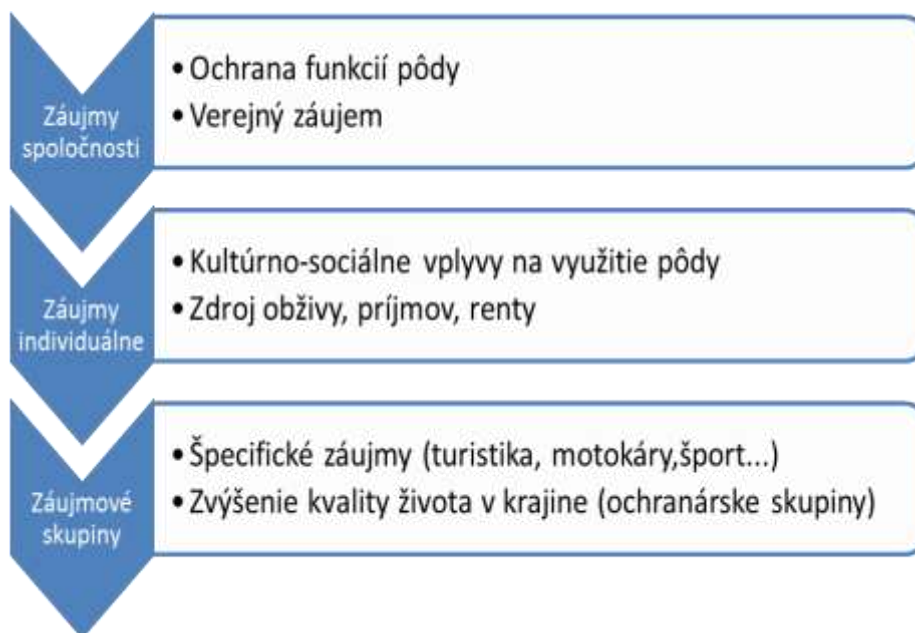 Záujmy
spoločnosti
• Ochrana funkcií pôdy
• Verejný záujem
Záujmy
individuálne
• Kultúrno-sociálne vplyvy na využitie pôdy
• Zdroj obživy, príjmov, renty
Záujmové
skupiny
• Špecifické záujmy (turistika, motokáry,šport...)
• Zvýšenie kvality života v krajine (ochranárske skupiny)